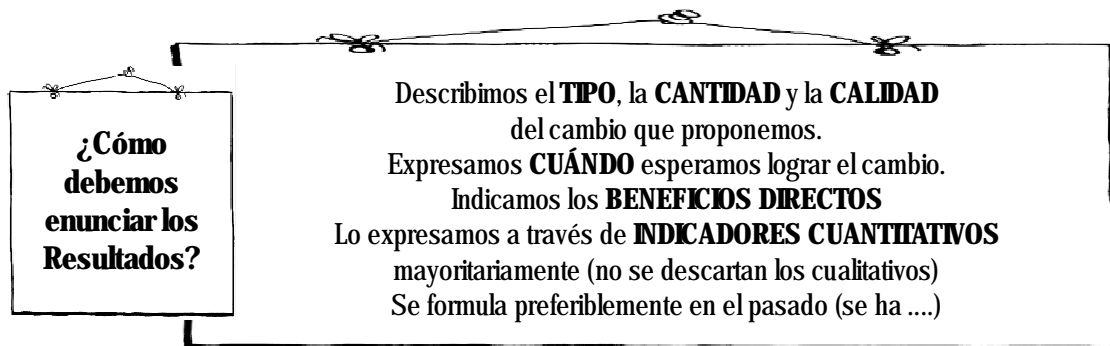 ¿Cómo
debemos
enunciar los
Resultados?
Describimos el TIPO, la CANTIDAD y la CALIDAD
del cambio que proponemos.
Expresamos CUÁNDO esperamos lograr el cambio.
Indicamos los BENEFICIOS DIRECTOS
Lo expresamos a través de INDICADORES CUANTITATIVOS
mayoritariamente (no se descartan los cualitativos)
Se formula preferiblemente en el pasado (se ha ....)